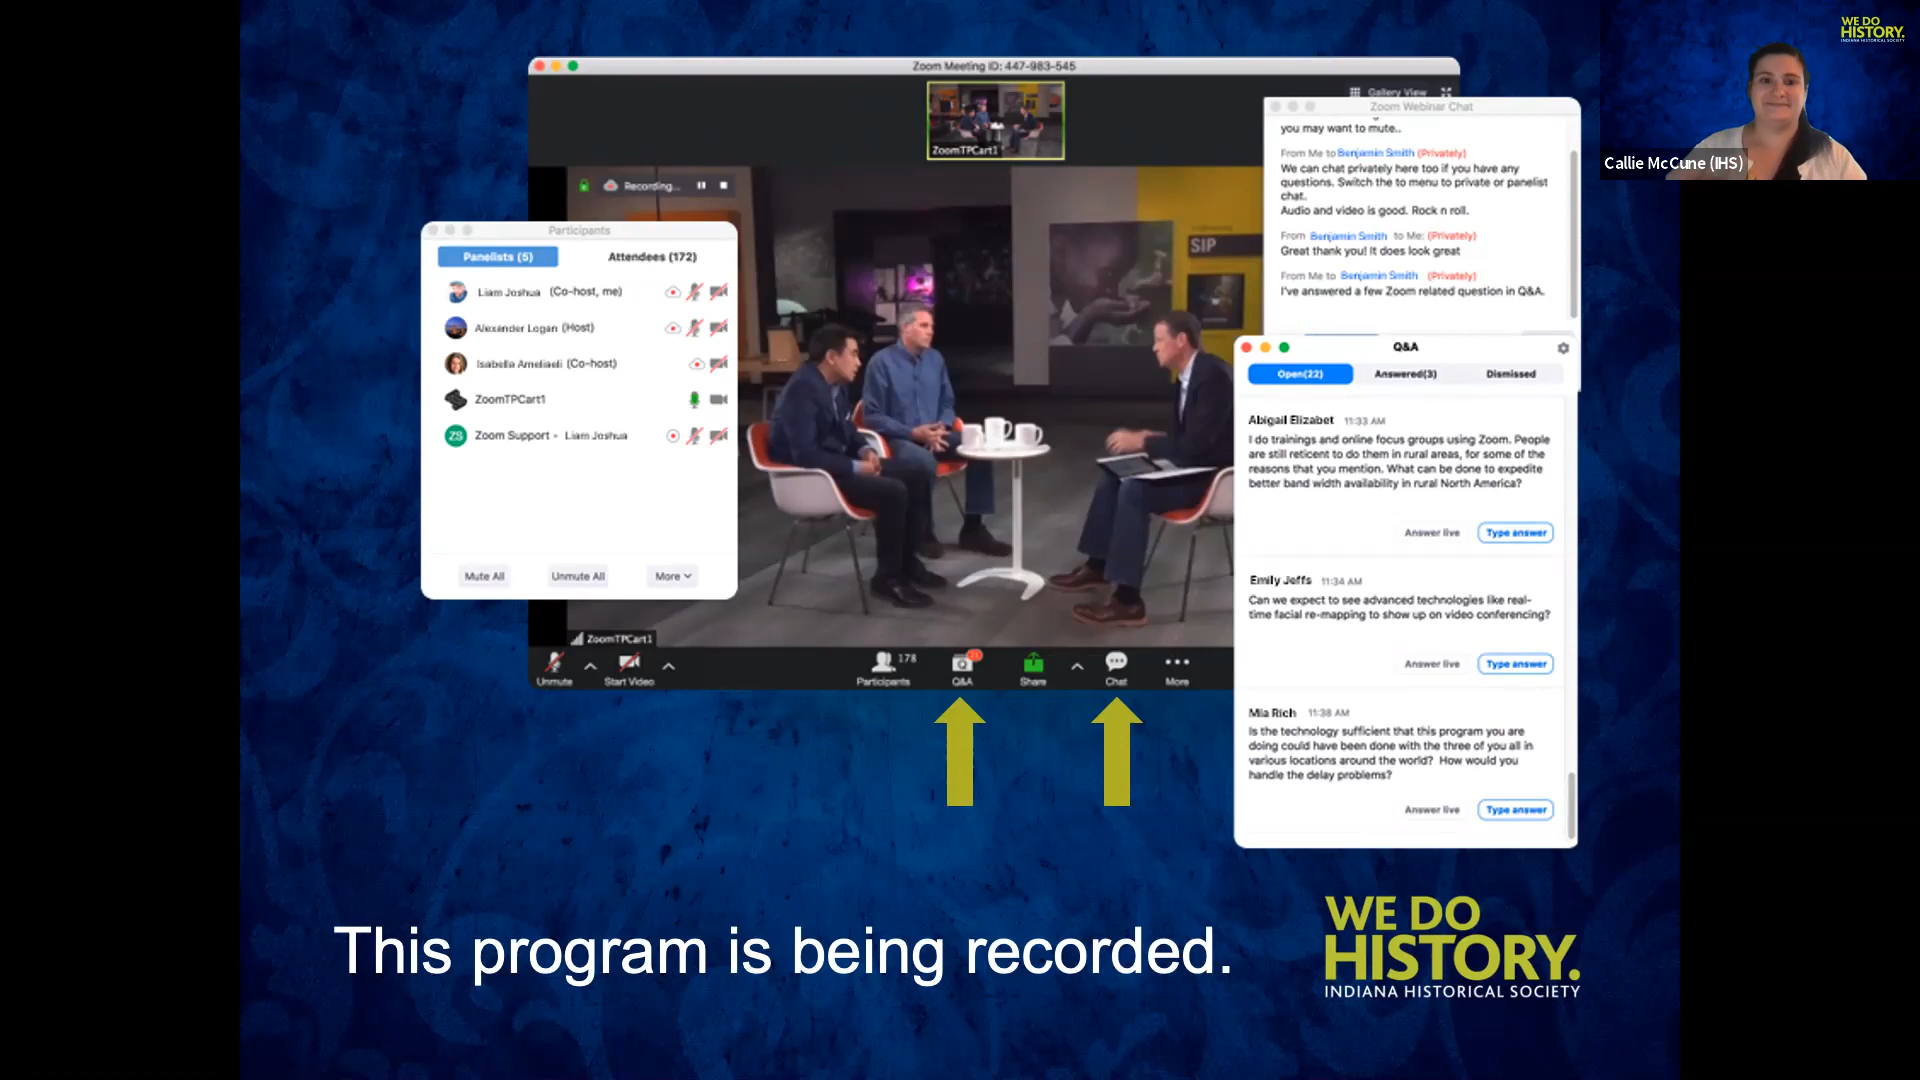 WE DO
HISTORY.
INDIANA HISTORICAL SOCIETY
Callie McCune (IHS)
Zoom Meeting ID: 447-983-545
Gallery View
ZoomTPCart1
Recording...
SIP
Zoom Webinar Chat
you may want to mute..
From Me to Benjamin Smith (Privately)
We can chat privately here too if you have any
questions. Switch the to menu to private or panelist
chat.
Audio and video is good. Rock n roll.
From Benjamin Smith to Me: (Privately)
Great thank you! It does look great
From Me to Benjamin Smith (Privately)
I've answered a few Zoom related question in Q&A.
Participants
Panelists (5) Attendees (172)
Liam Joshua (Co-host, me)
Alexander Logan (Host)
Isabella (Co-host)
ZoomTPCart1
ZS Zoom Support - Liam Joshua
Mute All Unmute All More
Q&A
Open(22) Answered(3) Dismissed
Abigail Elizabet 11:33 AM
I do trainings and online focus groups using Zoom. People
are still reticent to do them in rural areas, for some of the
reasons that you mention. What can be done to expedite
better band width availability in rural North America?
Answer live Type answer
Emily Jeffs 11:34 AM
Can we expect to see advanced technologies like real-
time facial re-mapping to show up on video conferencing?
Answer live Type answer
Mia Rich 11:38 AM
Is the technology sufficient that this program you are
doing could have been done with the three of you all in
various locations around the world? How would you
handle the delay problems?
Answer live Type answer
ZoomTPCart1
178
Unmute Start Video Participants Q&A Share Chat More
This program is being recorded.
WE DO
HISTORY.
INDIANA HISTORICAL SOCIETY